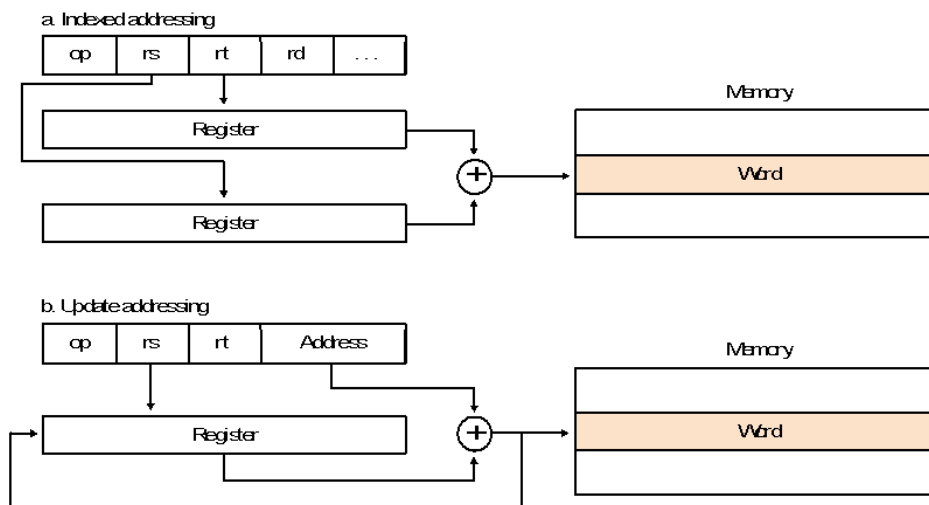 a. Indexed addressing
op rs rt rd ...
Memory
Register
Word
Register
b. Update addressing
op rs rt Address
Memory
Register
Word